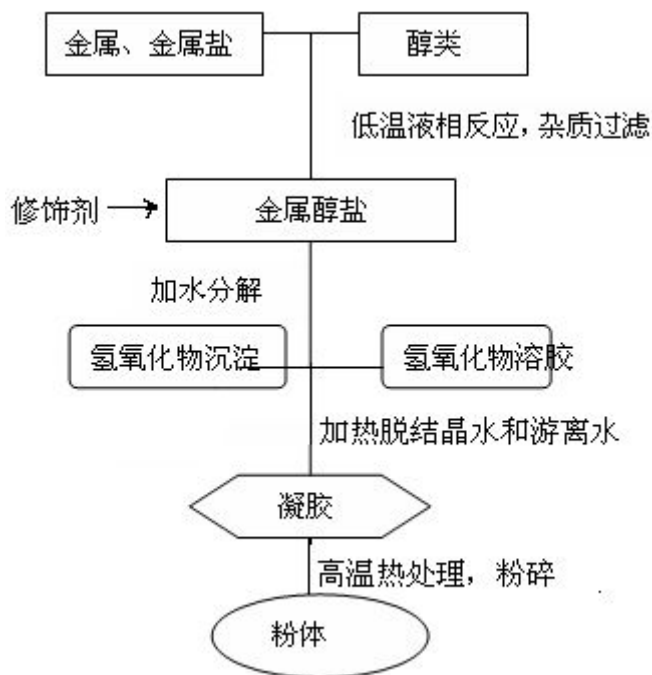 金属、金属盐
醇类
低温液相反应，杂质过滤
修饰剂
金属醇盐
加水分解
氢氧化物沉淀
氢氧化物溶胶
加热脱结晶水和游离水
凝胶
高温热处理，粉碎
粉体